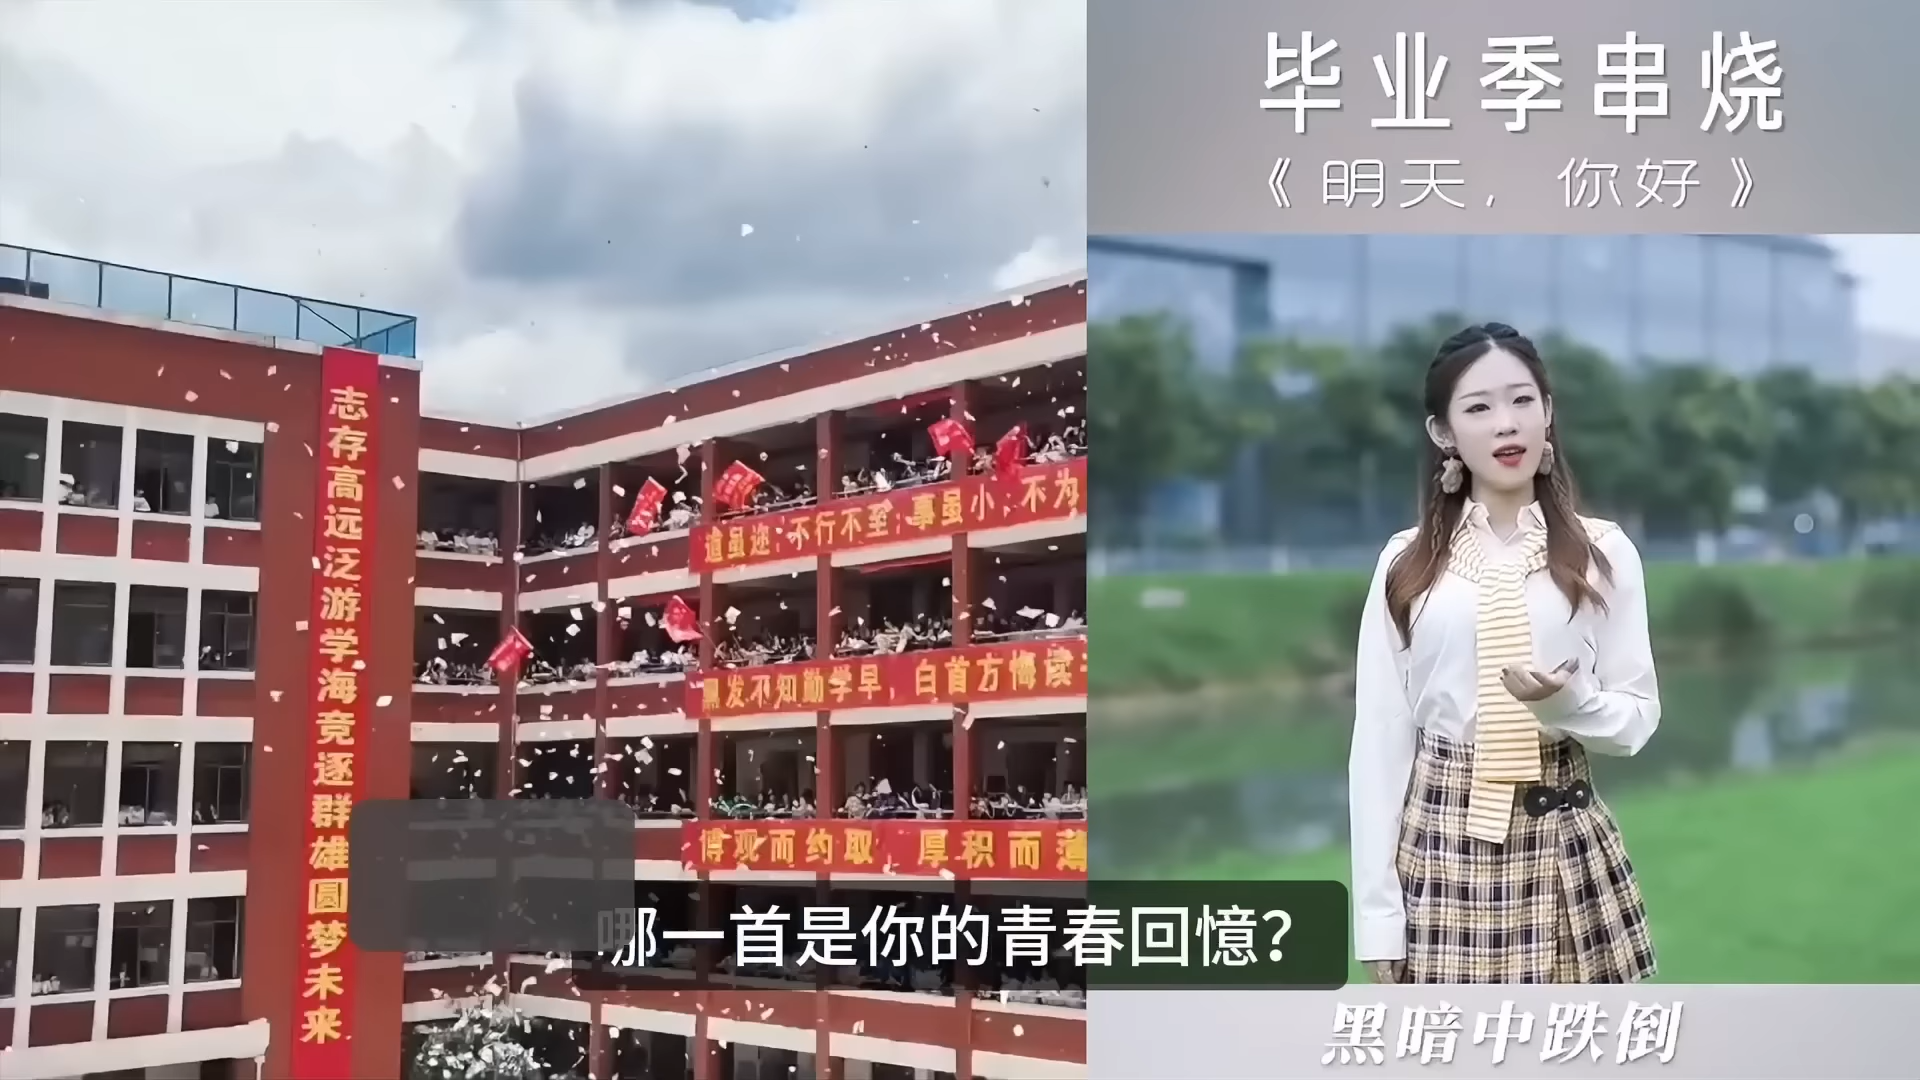 志存高远泛游学海竞逐群雄圆梦未来
道虽迩,不行不至;事虽小,不为
黑发不知勤学早,白首方悔读
博观而约取,厚积而薄
哪一首是你的青春回憶?
毕业季串烧
《明天,你好》
黑暗中跌倒